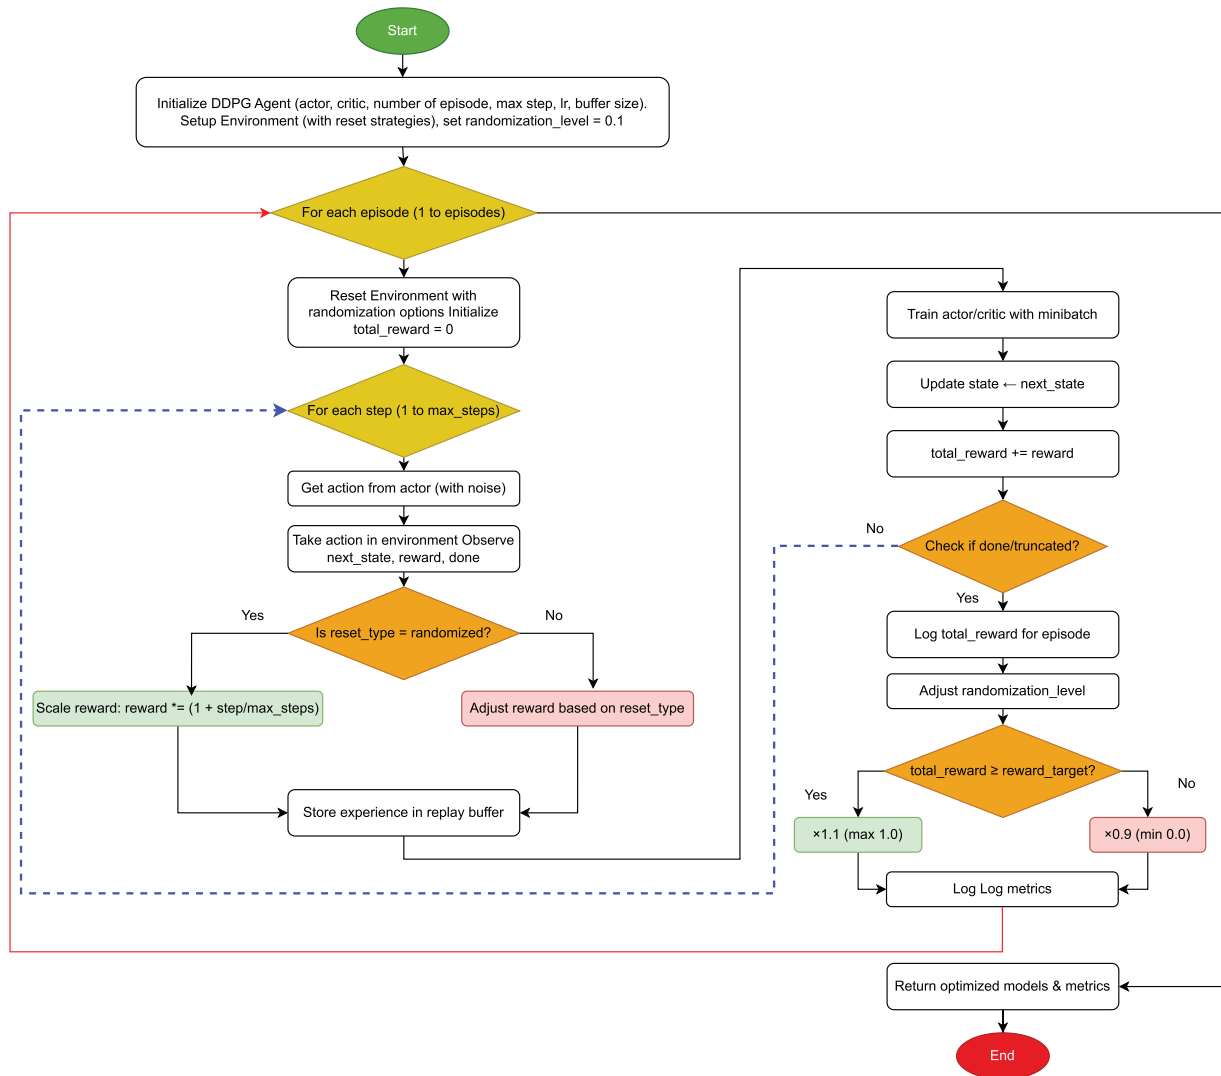 Start
Initialize DDPG Agent (actor, critic, number of episode, max step, lr, buffer size).
Setup Environment (with reset strategies), set randomization_level = 0.1
For each episode (1 to episodes)
Reset Environment with
randomization options Initialize
total_reward = 0
For each step (1 to max_steps)
Get action from actor (with noise)
Take action in environment Observe
next_state, reward, done
Is reset_type = randomized?
Yes
No
Scale reward: reward *= (1 + step/max_steps)
Adjust reward based on reset_type
Store experience in replay buffer
Train actor/critic with minibatch
Update state ← next_state
total_reward += reward
Check if done/truncated?
No
Yes
Log total_reward for episode
Adjust randomization_level
total_reward ≥ reward_target?
Yes
No
×1.1 (max 1.0)
×0.9 (min 0.0)
Log Log metrics
Return optimized models & metrics
End